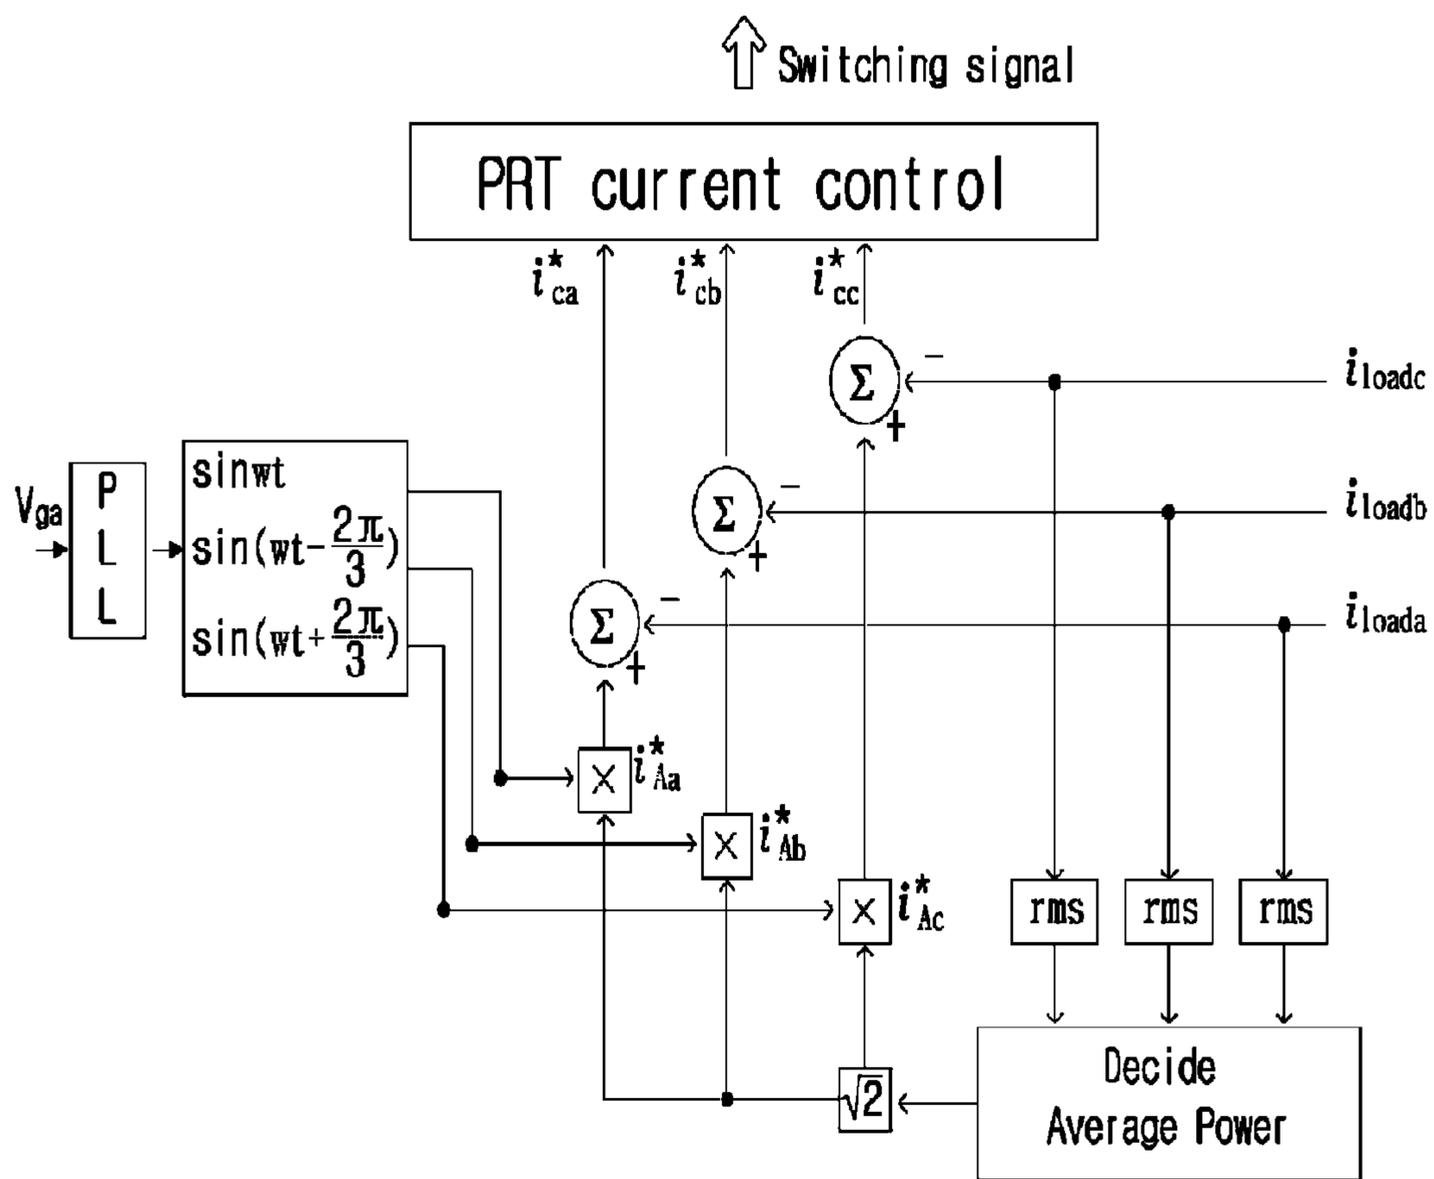 Switching signal
PRT current control
i*ca
i*cb
i*cc
Σ
−
+
iloadc
Vga
P
L
L
sinwt
sin(wt-2π/3)
sin(wt+2π/3)
Σ
−
+
iloadb
Σ
−
+
iloada
×
i*Aa
×
i*Ab
×
i*Ac
rms
rms
rms
√2
Decide
Average Power